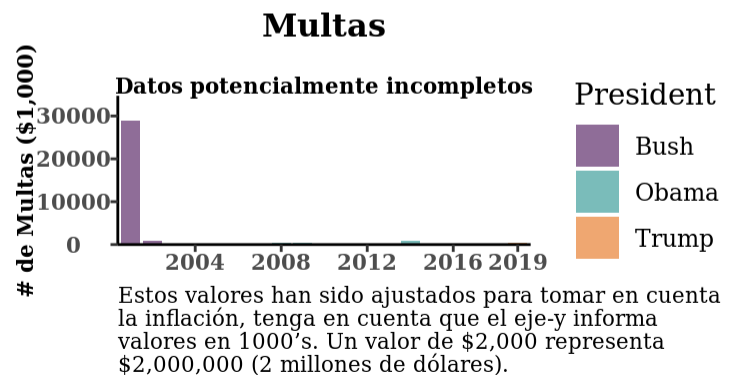 Multas
Datos potencialmente incompletos
# de Multas ($1,000)
30000
20000
10000
0
2004 2008 2012 2016 2019
President
Bush
Obama
Trump
Estos valores han sido ajustados para tomar en cuenta
la inflación, tenga en cuenta que el eje-y informa
valores en 1000’s. Un valor de $2,000 representa
$2,000,000 (2 millones de dólares).